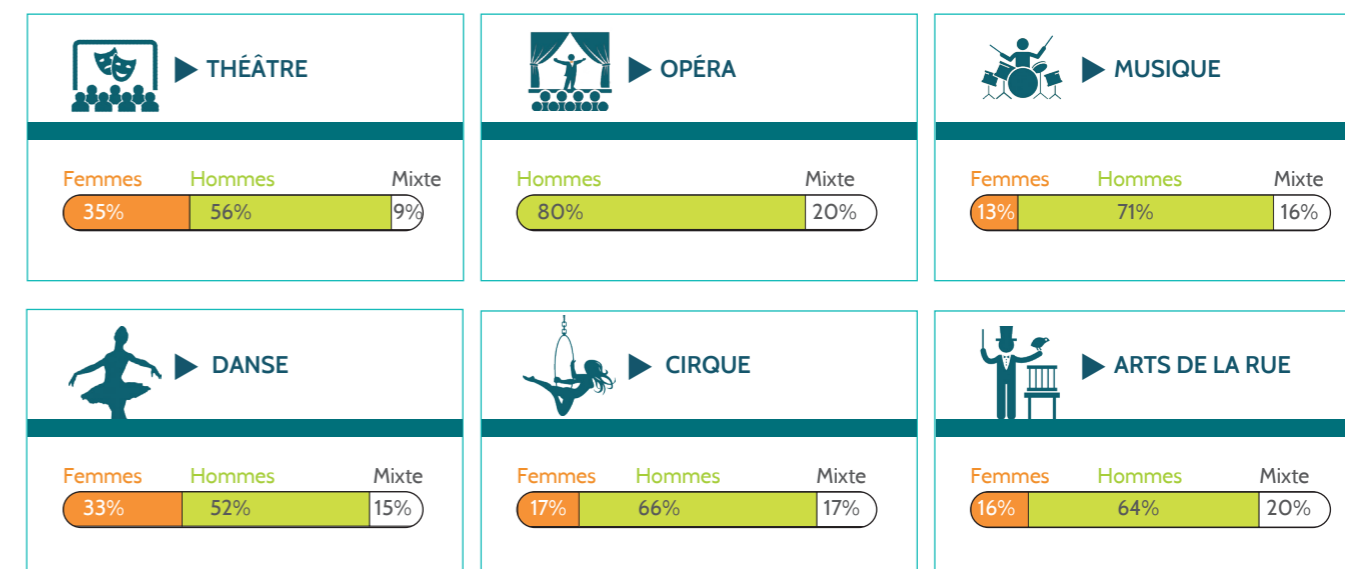 THÉÂTRE
Femmes Hommes Mixte
35% 56% 9%
OPÉRA
Hommes Mixte
80% 20%
MUSIQUE
Femmes Hommes Mixte
13% 71% 16%
DANSE
Femmes Hommes Mixte
33% 52% 15%
CIRQUE
Femmes Hommes Mixte
17% 66% 17%
ARTS DE LA RUE
Femmes Hommes Mixte
16% 64% 20%